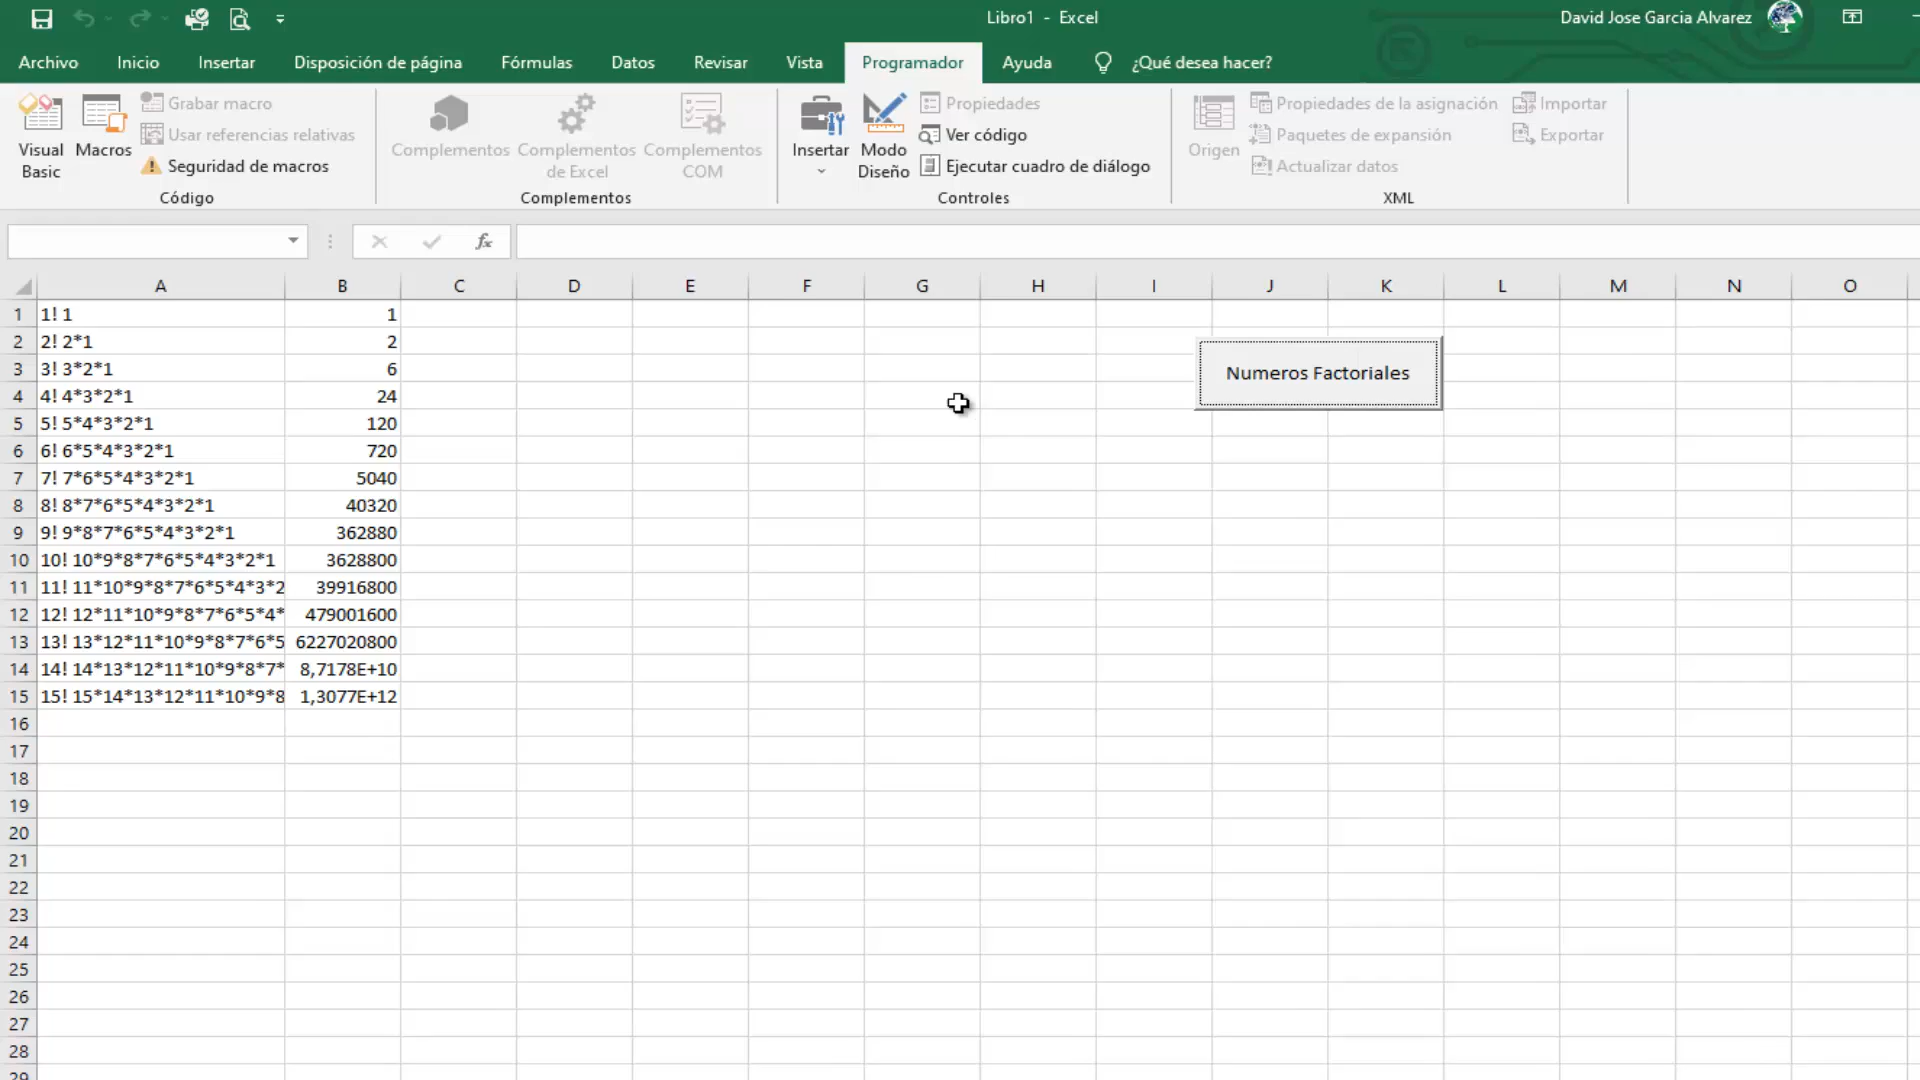 Libro1 - Excel
David Jose Garcia Alvarez
Archivo Inicio Insertar Disposición de página Fórmulas Datos Revisar Vista Programador Ayuda ¿Qué desea hacer?
Visual Basic
Macros
Grabar macro
Usar referencias relativas
Seguridad de macros
Código
Complementos
Complementos de Excel
Complementos COM
Complementos
Insertar
Modo Diseño
Propiedades
Ver código
Ejecutar cuadro de diálogo
Controles
Origen
Propiedades de la asignación
Paquetes de expansión
Actualizar datos
Importar
Exportar
XML
fx
A B C D E F G H I J K L M N O
1 1! 1 1
2 2! 2*1 2
3 3! 3*2*1 6
4 4! 4*3*2*1 24
5 5! 5*4*3*2*1 120
6 6! 6*5*4*3*2*1 720
7 7! 7*6*5*4*3*2*1 5040
8 8! 8*7*6*5*4*3*2*1 40320
9 9! 9*8*7*6*5*4*3*2*1 362880
10 10! 10*9*8*7*6*5*4*3*2*1 3628800
11 11! 11*10*9*8*7*6*5*4*3*2 39916800
12 12! 12*11*10*9*8*7*6*5*4* 479001600
13 13! 13*12*11*10*9*8*7*6*5 6227020800
14 14! 14*13*12*11*10*9*8*7* 8,7178E+10
15 15! 15*14*13*12*11*10*9*8 1,3077E+12
16
17
18
19
20
21
22
23
24
25
26
27
28
29
Numeros Factoriales